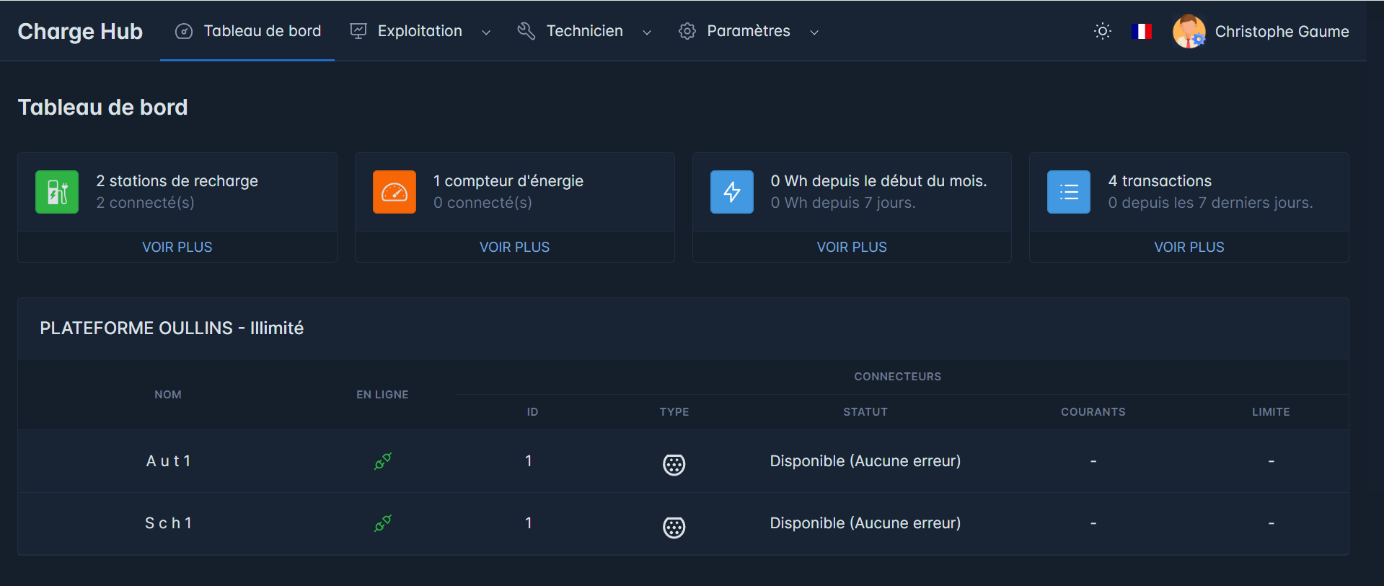 Charge Hub Tableau de bord Exploitation Technicien Paramètres Christophe Gaume
Tableau de bord
2 stations de recharge
2 connecté(s)
VOIR PLUS
1 compteur d'énergie
0 connecté(s)
VOIR PLUS
0 Wh depuis le début du mois.
0 Wh depuis 7 jours.
VOIR PLUS
4 transactions
0 depuis les 7 derniers jours.
VOIR PLUS
PLATEFORME OULLINS - Illimité
CONNECTEURS
NOM EN LIGNE
ID TYPE STATUT COURANTS LIMITE
A u t 1 1 Disponible (Aucune erreur) - -
S c h 1 1 Disponible (Aucune erreur) - -